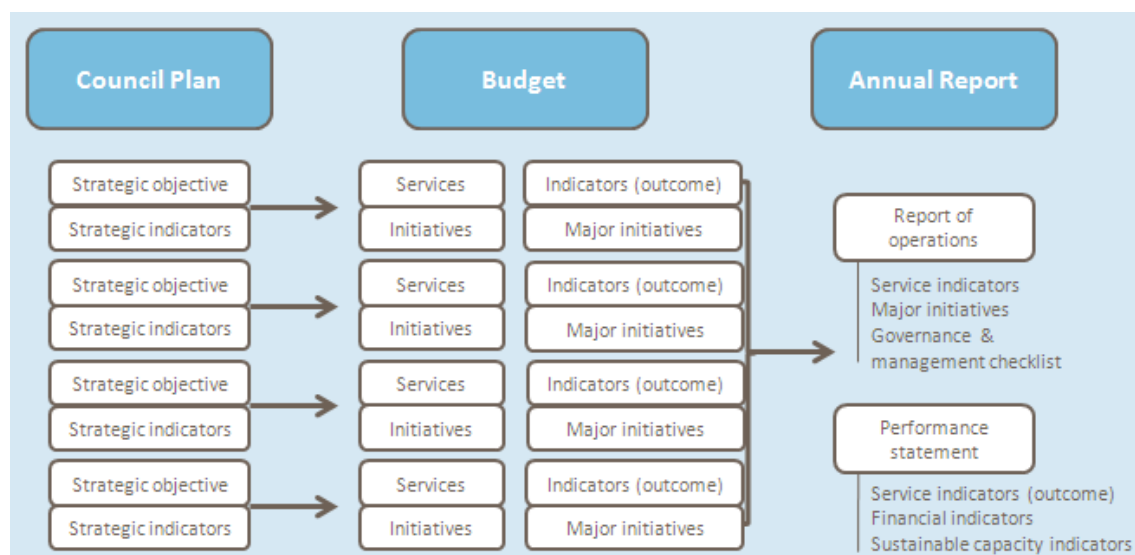 Council Plan
Budget
Annual Report
Strategic objective
Strategic indicators
Services
Initiatives
Indicators (outcome)
Major initiatives
Strategic objective
Strategic indicators
Services
Initiatives
Indicators (outcome)
Major initiatives
Strategic objective
Strategic indicators
Services
Initiatives
Indicators (outcome)
Major initiatives
Strategic objective
Strategic indicators
Services
Initiatives
Indicators (outcome)
Major initiatives
Report of
operations
Service indicators
Major initiatives
Governance &
management checklist
Performance
statement
Service indicators (outcome)
Financial indicators
Sustainable capacity indicators